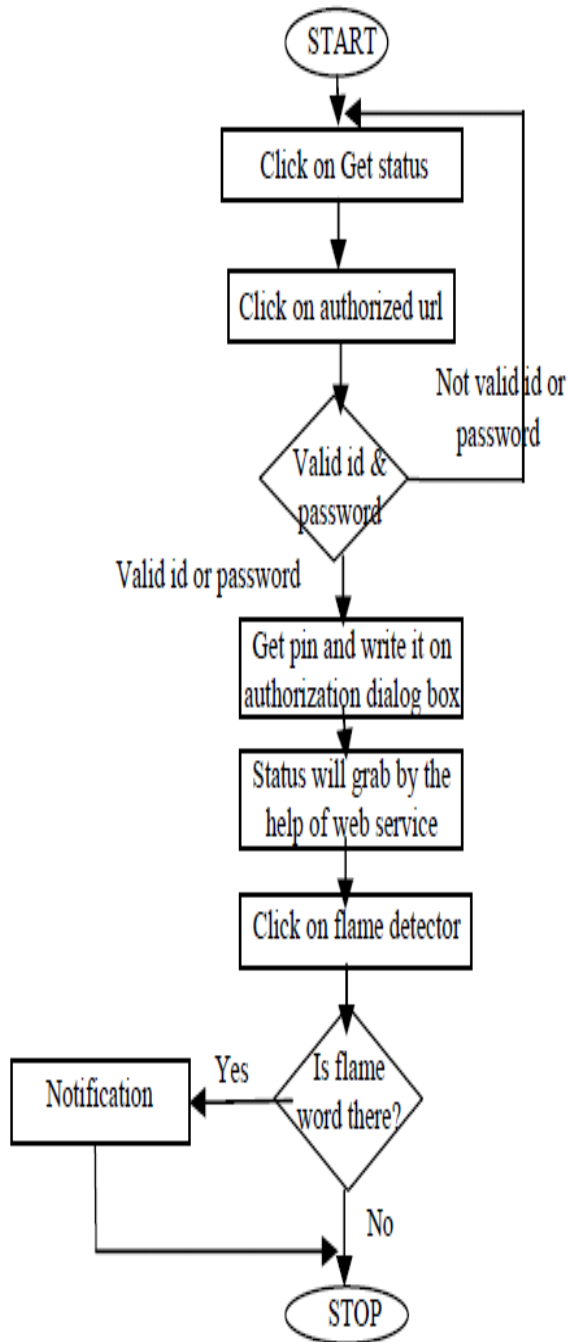 START
Click on Get status
Click on authorized url
Not valid id or
password
Valid id &
password
Valid id or password
Get pin and write it on
authorization dialog box
Status will grab by the
help of web service
Click on flame detector
Is flame
word there?
Yes
Notification
No
STOP